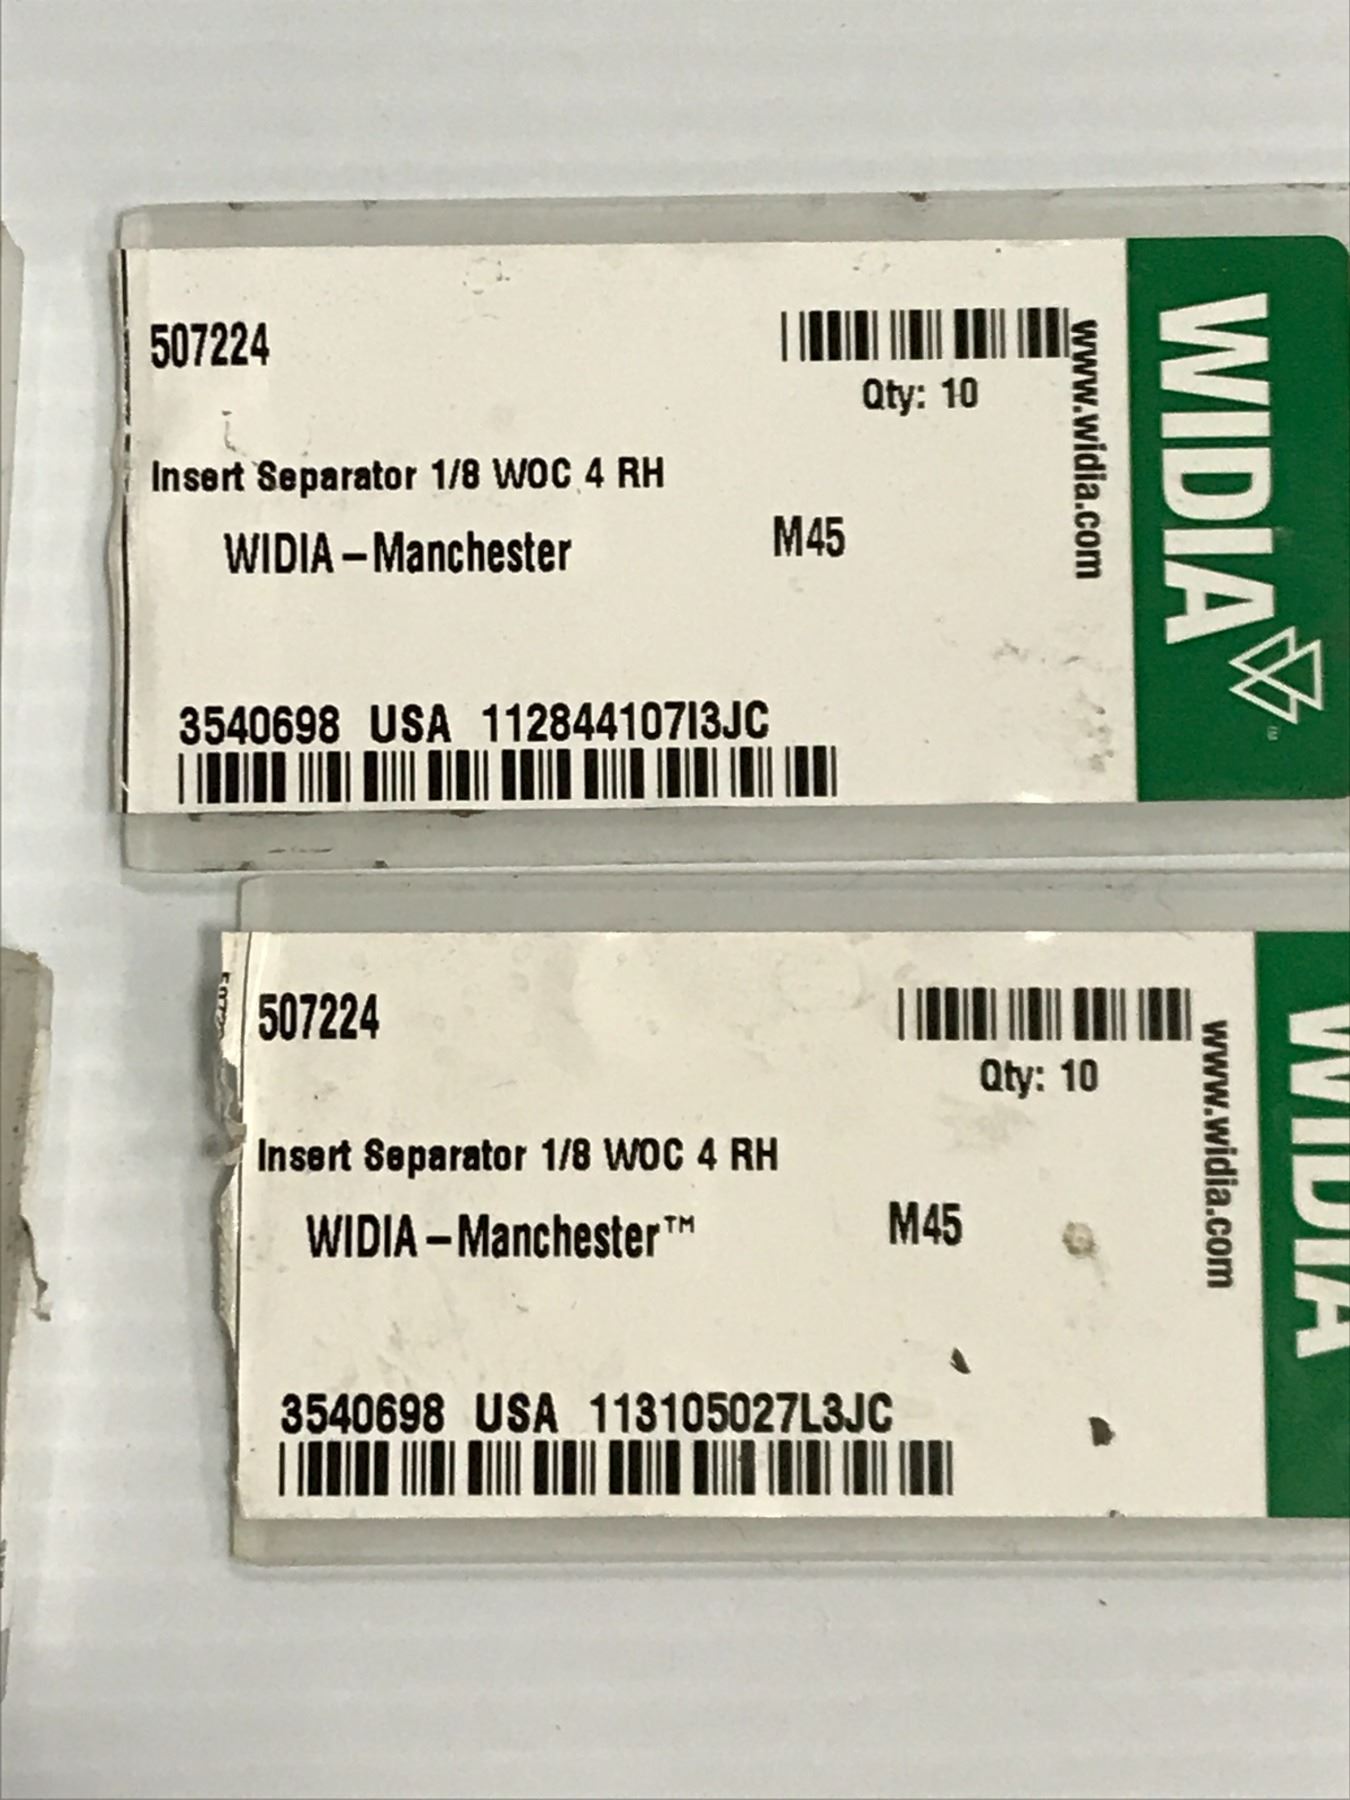 507224
Qty: 10
www.widia.com
WIDIA
Insert Separator 1/8 WOC 4 RH
WIDIA–Manchester M45
3540698 USA 112844107I3JC
TM
507224
Qty: 10
www.widia.com
WIDIA
Insert Separator 1/8 WOC 4 RH
WIDIA–Manchester™ M45
3540698 USA 113105027L3JC